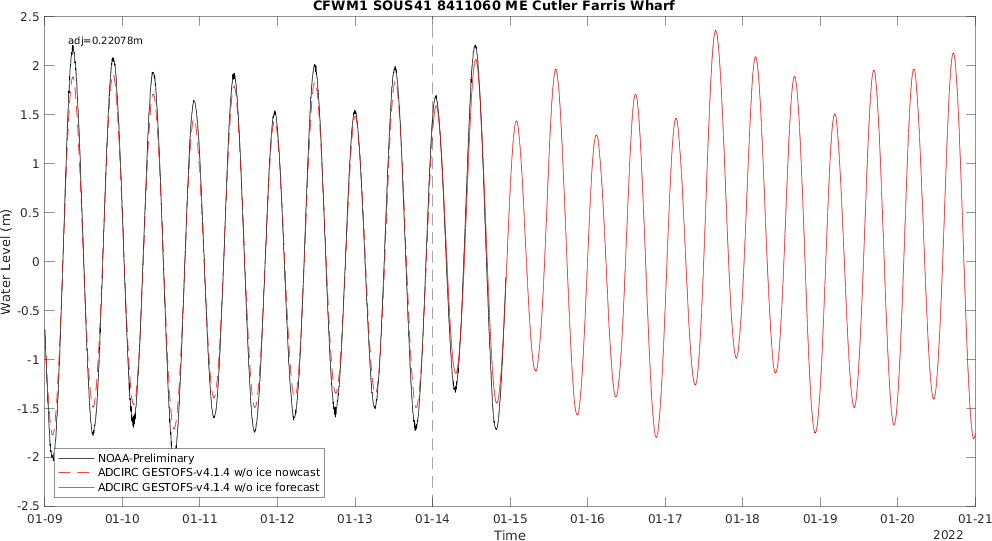 CFWM1 SOUS41 8411060 ME Cutler Farris Wharf
adj=0.22078m
2.5
2
1.5
1
0.5
0
-0.5
-1
-1.5
-2
-2.5
Water Level (m)
NOAA-Preliminary
ADCIRC GESTOFS-v4.1.4 w/o ice nowcast
ADCIRC GESTOFS-v4.1.4 w/o ice forecast
01-09 01-10 01-11 01-12 01-13 01-14 01-15 01-16 01-17 01-18 01-19 01-20 01-21
Time
2022